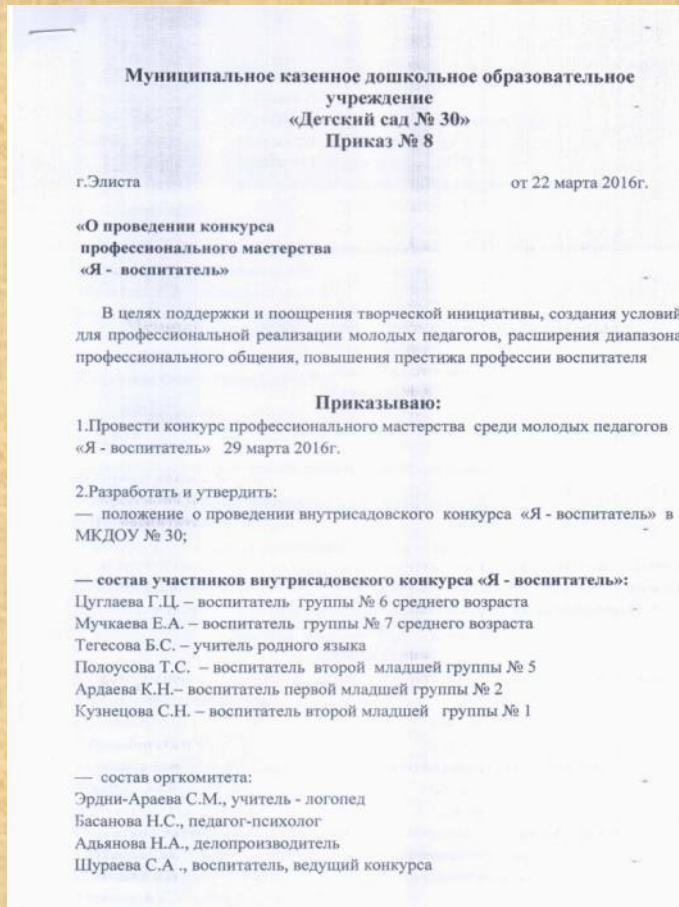 Муниципальное казенное дошкольное образовательное
учреждение
«Детский сад № 30»
Приказ № 8
г.Элиста от 22 марта 2016г.
«О проведении конкурса
профессионального мастерства
«Я - воспитатель»
В целях поддержки и поощрения творческой инициативы, создания условий
для профессиональной реализации молодых педагогов, расширения диапазона
профессионального общения, повышения престижа профессии воспитателя
Приказываю:
1.Провести конкурс профессионального мастерства среди молодых педагогов
«Я - воспитатель» 29 марта 2016г.
2.Разработать и утвердить:
— положение о проведении внутрисадовского конкурса «Я - воспитатель» в
МКДОУ № 30;
— состав участников внутрисадовского конкурса «Я - воспитатель»:
Цуглаева Г.Ц. – воспитатель группы № 6 среднего возраста
Мучкаева Е.А. – воспитатель группы № 7 среднего возраста
Тегесова Б.С. – учитель родного языка
Полоусова Т.С. – воспитатель второй младшей группы № 5
Ардаева К.Н.– воспитатель первой младшей группы № 2
Кузнецова С.Н. – воспитатель второй младшей группы № 1
— состав оргкомитета:
Эрдни-Араева С.М., учитель - логопед
Басанова Н.С., педагог-психолог
Адьянова Н.А., делопроизводитель
Шураева С.А ., воспитатель, ведущий конкурса